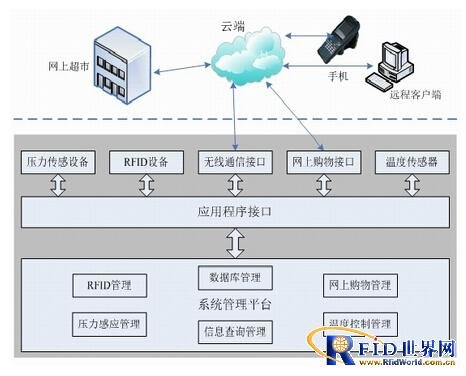 云端
网上超市
手机
远程客户端
压力传感设备
RFID设备
无线通信接口
网上购物接口
温度传感器
应用程序接口
RFID管理
数据库管理
网上购物管理
系统管理平台
压力感应管理
信息查询管理
温度控制管理
RFID世界网
www.RfidWorld.com.cn